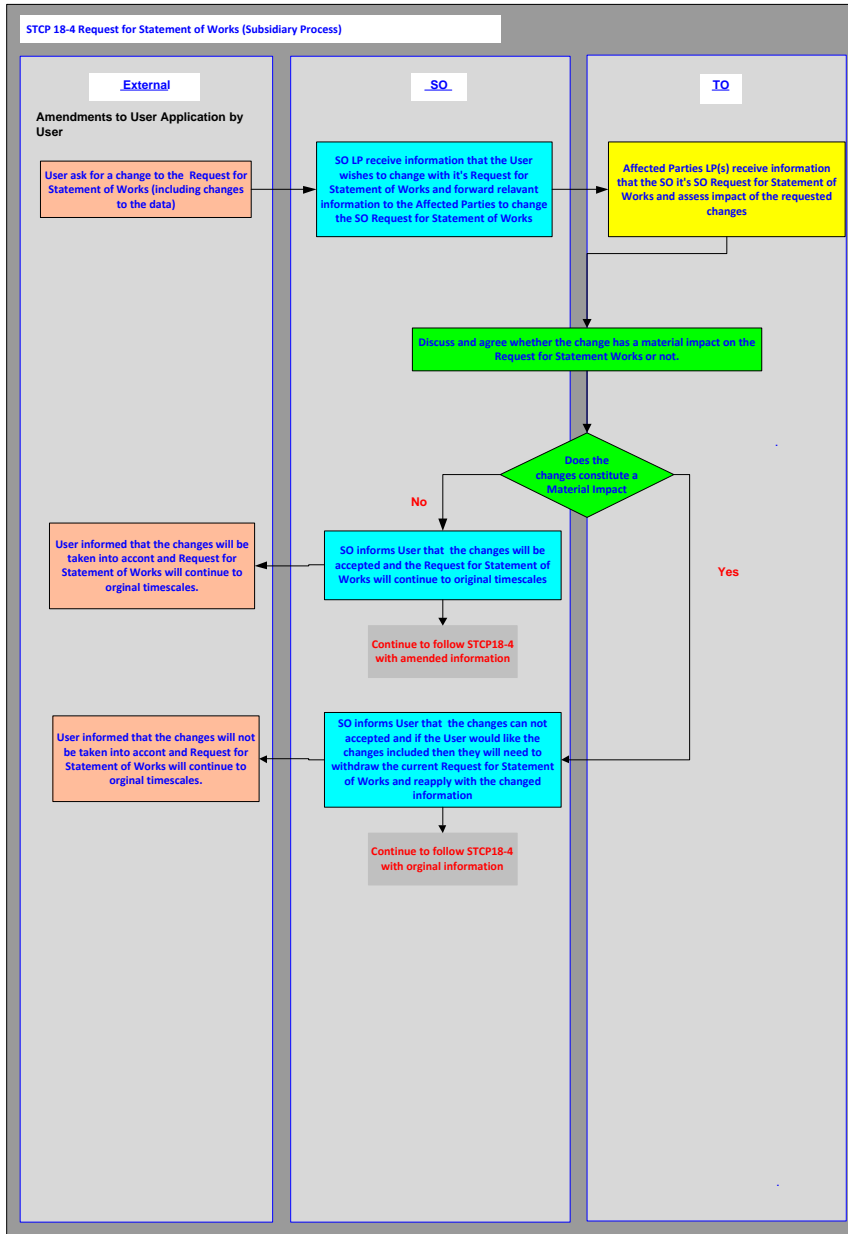 STCP 18-4 Request for Statement of Works (Subsidiary Process)
External
SO
TO
Amendments to User Application by
User
User ask for a change to the  Request for
Statement of Works (including changes
to the data)
SO LP receive information that the User
wishes to change with it's Request for
Statement of Works and forward relavant
information to the Affected Parties to change
the SO Request for Statement of Works
Affected Parties LP(s) receive information
that the SO it's SO Request for Statement of
Works and assess impact of the requested
changes
Discuss and agree whether the change has a material impact on the
Request for Statement Works or not.
Does the
changes constitute a
Material Impact
No
Yes
User informed that the changes will be
taken into accont and Request for
Statement of Works will continue to
orginal timescales.
SO informs User that  the changes will be
accepted and the Request for Statement of
Works will continue to original timescales
Continue to follow STCP18-4
with amended information
User informed that the changes will not
be taken into accont and Request for
Statement of Works will continue to
orginal timescales.
SO informs User that  the changes can not
accepted and if the User would like the
changes included then they will need to
withdraw the current Request for Statement
of Works and reapply with the changed
information
Continue to follow STCP18-4
with orginal information